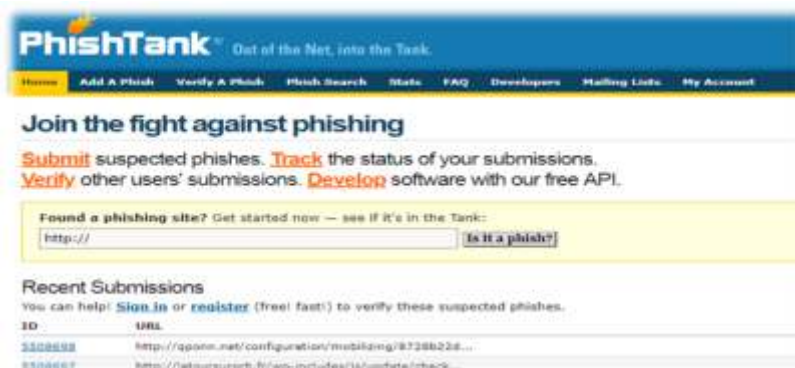 PhishTank Out of the Net, into the Tank.
Home Add A Phish Verify A Phish Phish Search Stats FAQ Developers Mailing Lists My Account
Join the fight against phishing
Submit suspected phishes. Track the status of your submissions.
Verify other users' submissions. Develop software with our free API.
Found a phishing site? Get started now — see if it's in the Tank:
http:// Is it a phish?
Recent Submissions
You can help! Sign in or register (free! fast!) to verify these suspected phishes.
ID URL